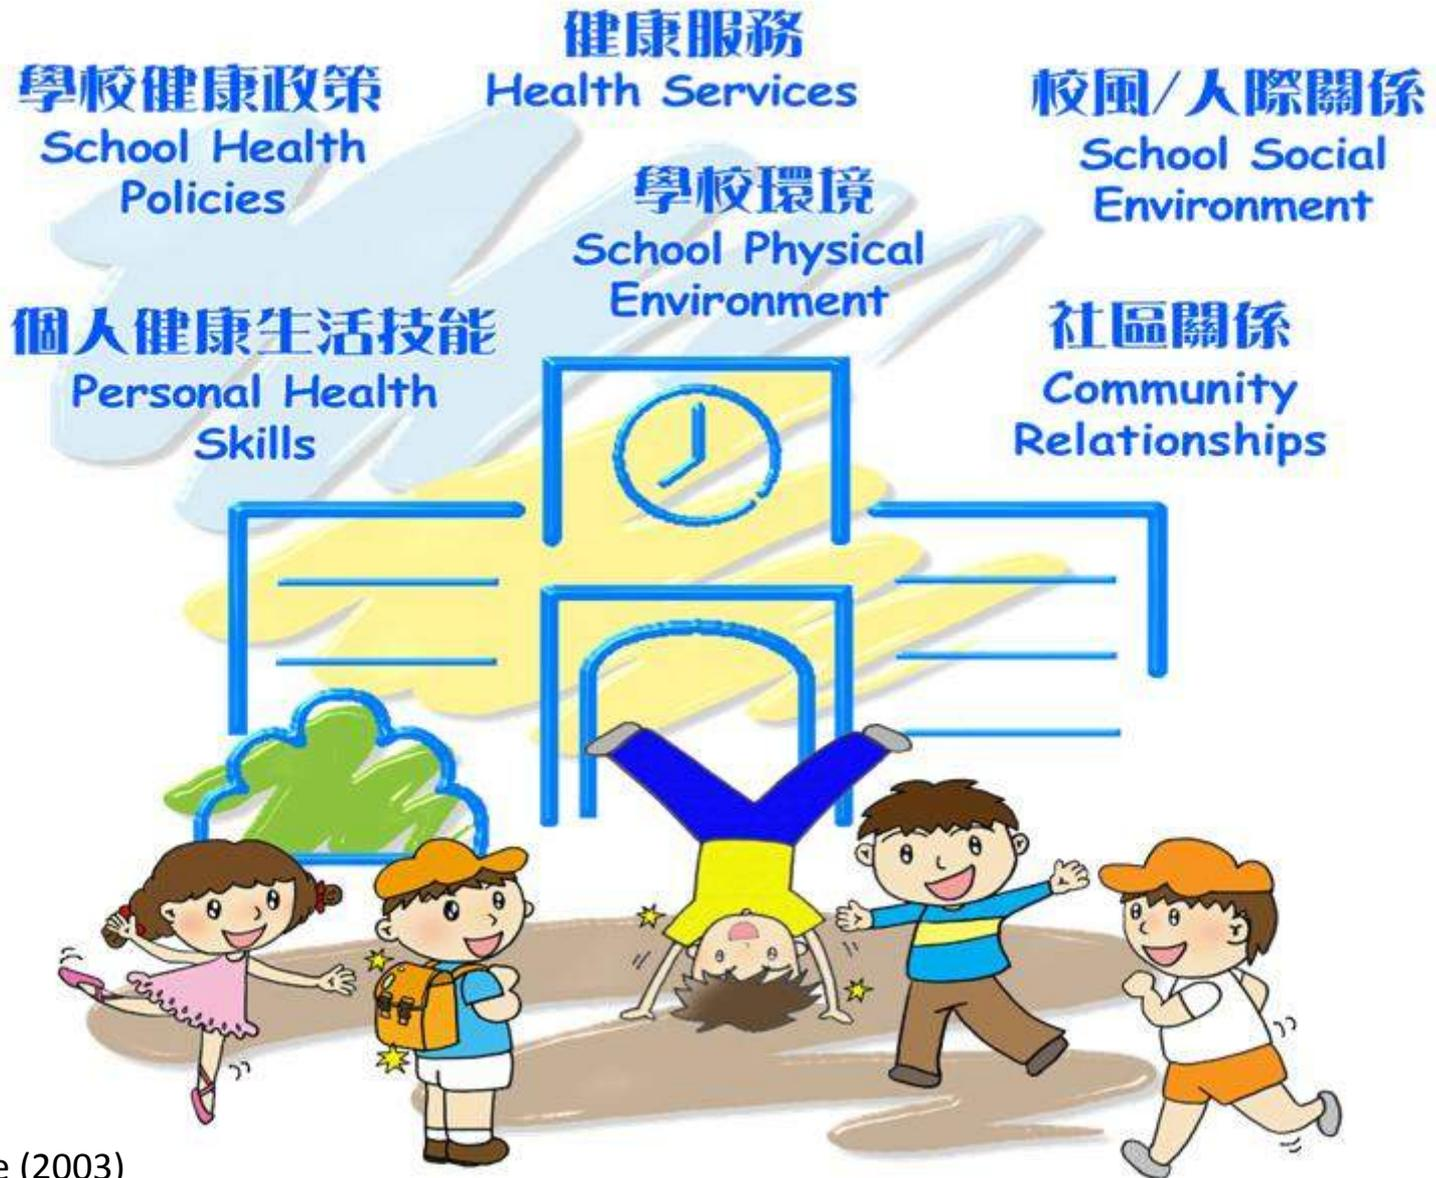 健康服務
Health Services
學校健康政策
School Health
Policies
校風/人際關係
School Social
Environment
學校環境
School Physical
Environment
個人健康生活技能
Personal Health
Skills
社區關係
Community
Relationships
(2003)